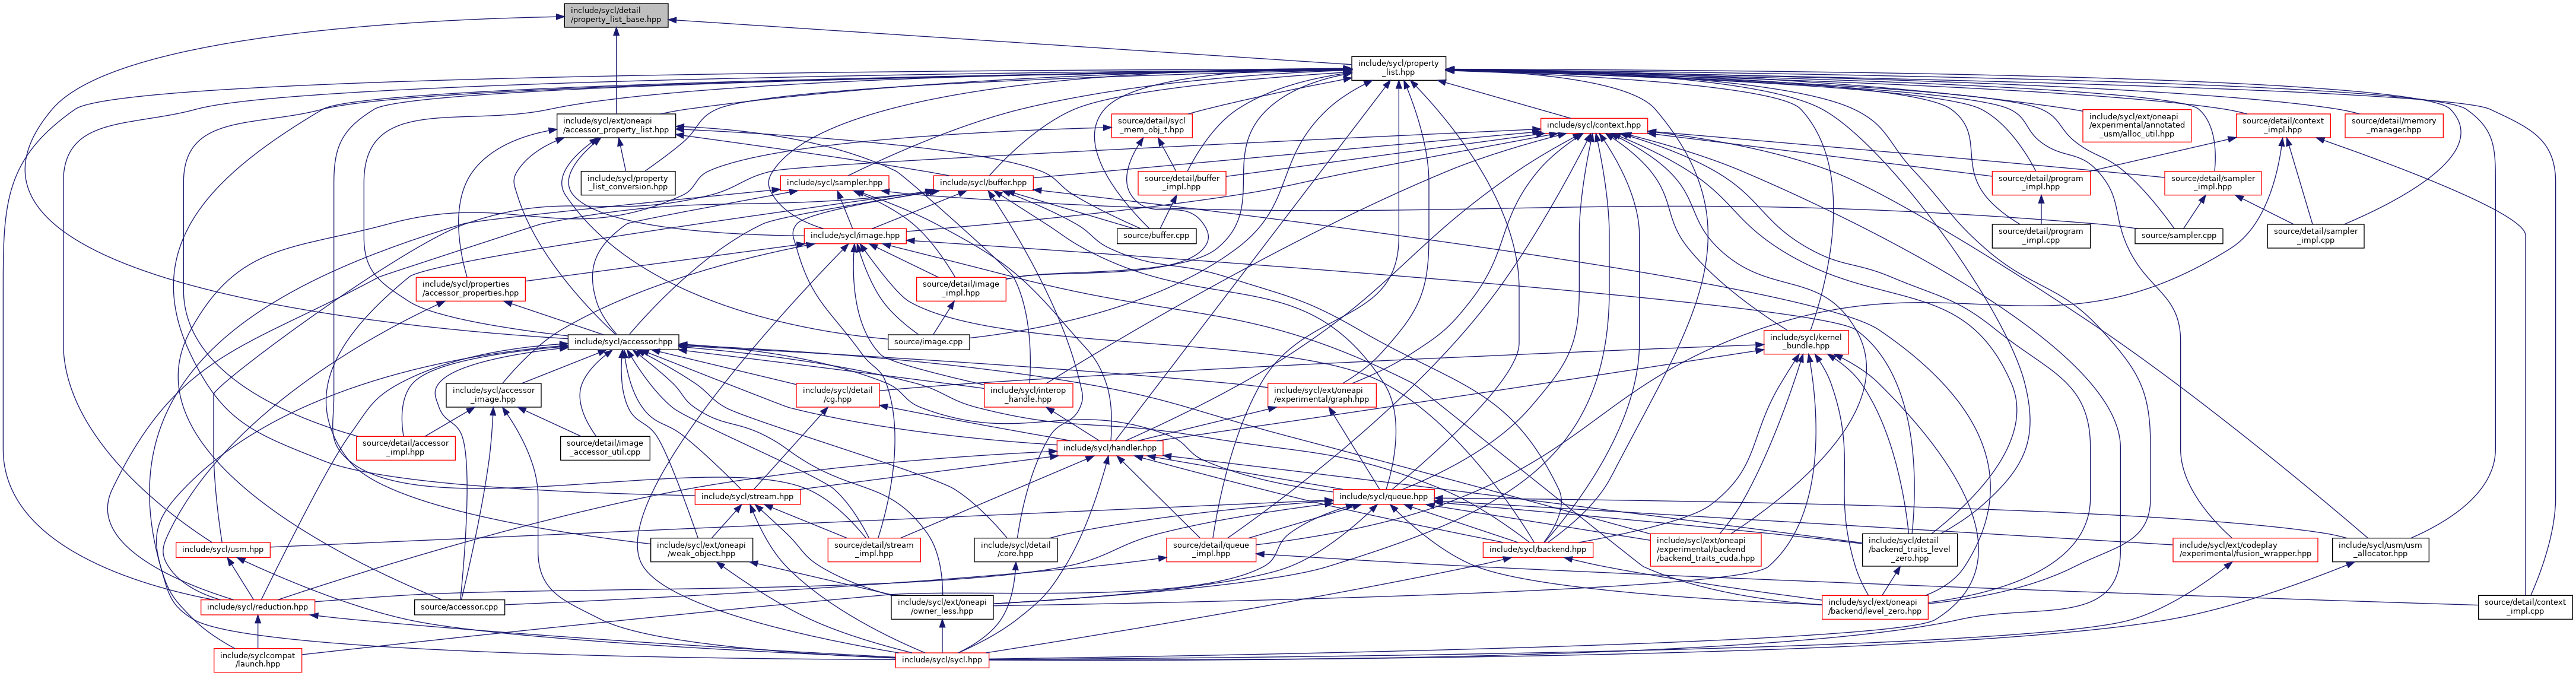 include/sycl/detail
/property_list_base.hpp
include/sycl/property
_list.hpp
include/sycl/ext/oneapi
/accessor_property_list.hpp
source/detail/sycl
_mem_obj_t.hpp
include/sycl/context.hpp
include/sycl/ext/oneapi
/experimental/annotated
_usm/alloc_util.hpp
source/detail/context
_impl.hpp
source/detail/memory
_manager.hpp
include/sycl/property
_list_conversion.hpp
include/sycl/sampler.hpp
include/sycl/buffer.hpp
source/detail/buffer
_impl.hpp
source/detail/program
_impl.hpp
source/detail/sampler
_impl.hpp
include/sycl/image.hpp
source/buffer.cpp
source/detail/program
_impl.cpp
source/sampler.cpp
source/detail/sampler
_impl.cpp
include/sycl/properties
/accessor_properties.hpp
source/detail/image
_impl.hpp
include/sycl/accessor.hpp
source/image.cpp
include/sycl/kernel
_bundle.hpp
include/sycl/accessor
_image.hpp
include/sycl/detail
/cg.hpp
include/sycl/interop
_handle.hpp
include/sycl/ext/oneapi
/experimental/graph.hpp
source/detail/accessor
_impl.hpp
source/detail/image
_accessor_util.cpp
include/sycl/handler.hpp
include/sycl/stream.hpp
include/sycl/queue.hpp
include/sycl/usm.hpp
include/sycl/ext/oneapi
/weak_object.hpp
source/detail/stream
_impl.hpp
include/sycl/detail
/core.hpp
source/detail/queue
_impl.hpp
include/sycl/backend.hpp
include/sycl/ext/oneapi
/experimental/backend
/backend_traits_cuda.hpp
include/sycl/detail
/backend_traits_level
_zero.hpp
include/sycl/ext/codeplay
/experimental/fusion_wrapper.hpp
include/sycl/usm/usm
_allocator.hpp
include/sycl/reduction.hpp
source/accessor.cpp
include/sycl/ext/oneapi
/owner_less.hpp
include/sycl/ext/oneapi
/backend/level_zero.hpp
source/detail/context
_impl.cpp
include/syclcompat
/launch.hpp
include/sycl/sycl.hpp